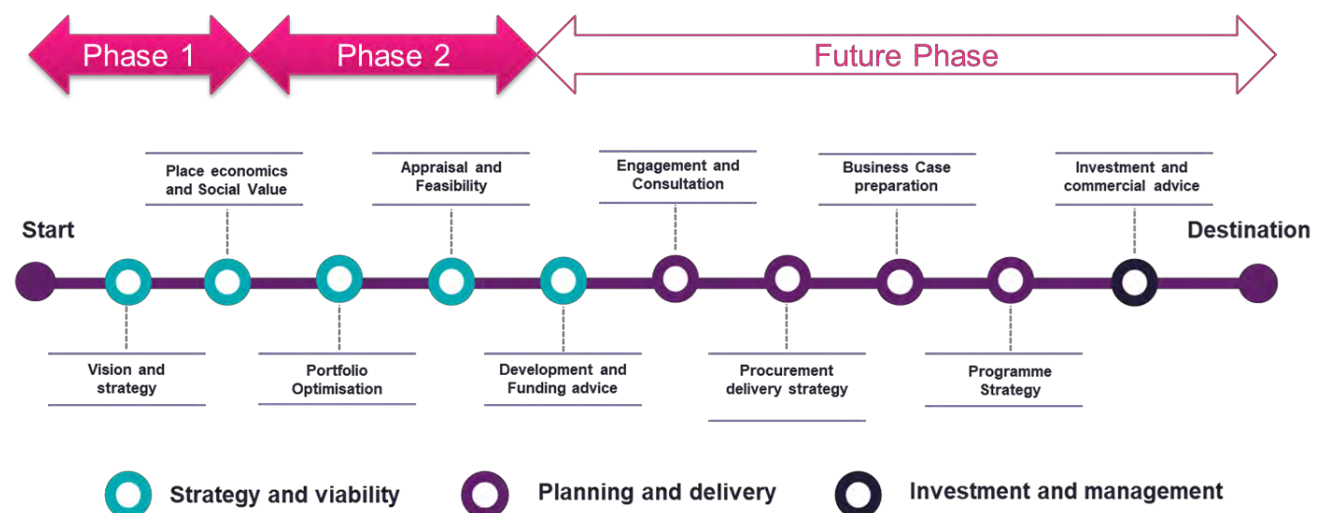 Phase 1
Phase 2
Future Phase
Place economics
and Social Value
Appraisal and
Feasibility
Engagement and
Consultation
Business Case
preparation
Investment and
commercial advice
Start
Destination
Vision and
strategy
Portfolio
Optimisation
Development and
Funding advice
Procurement
delivery strategy
Programme
Strategy
Strategy and viability
Planning and delivery
Investment and management